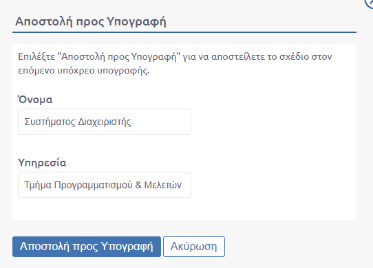 Αποστολή προς Υπογραφή
Επιλέξτε "Αποστολή προς Υπογραφή" για να αποστείλετε το σχέδιο στον
επόμενο υπόχρεο υπογραφής.
Όνομα
Συστήματος Διαχειριστής
Υπηρεσία
Τμήμα Προγραμματισμού & Μελετών
Αποστολή προς Υπογραφή Ακύρωση